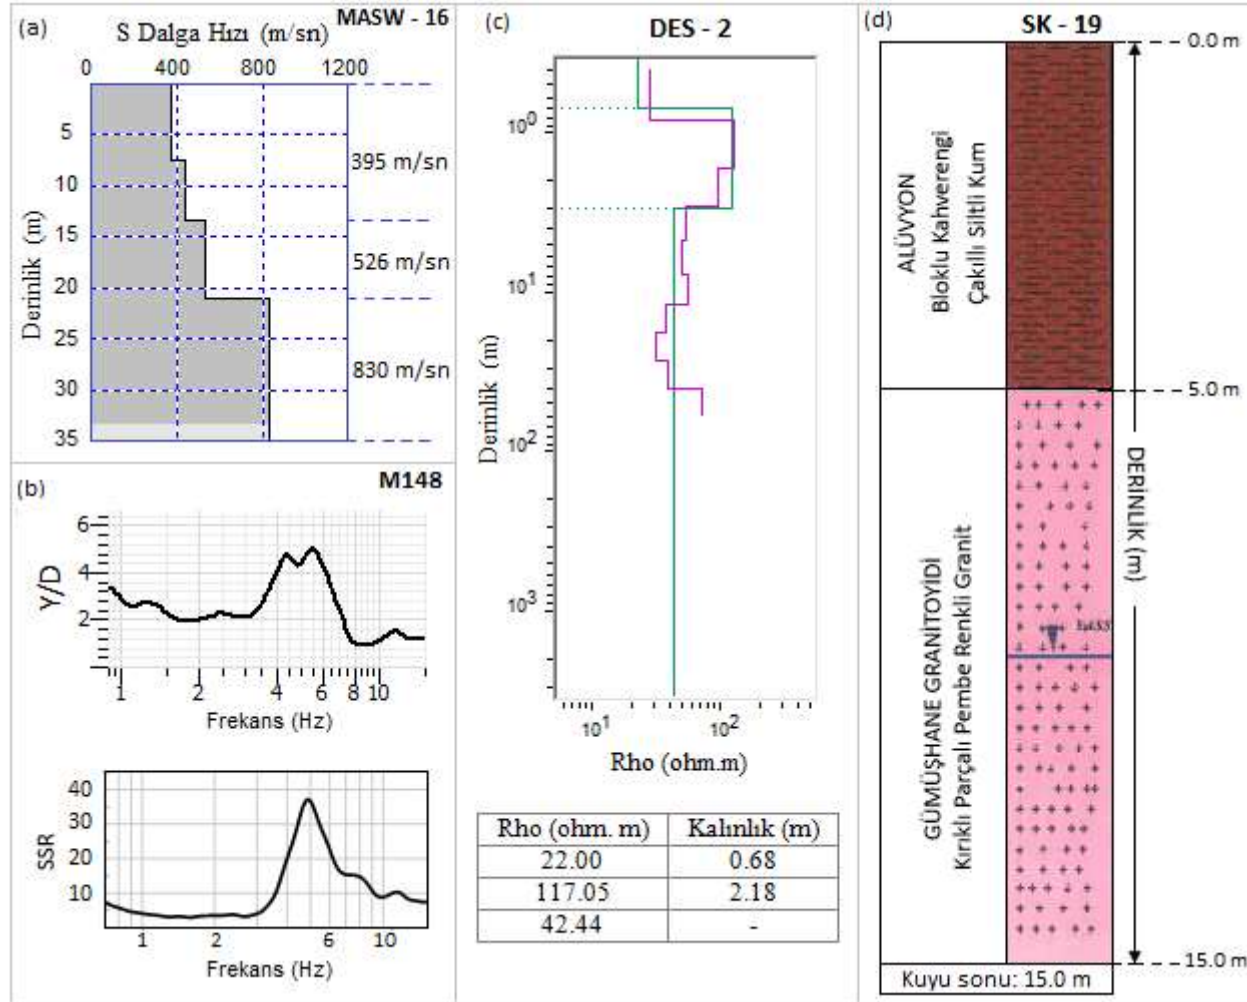 (a)
MASW - 16
S Dalga Hızı (m/sn)
0 400 800 1200
5
10
15
20
25
30
35
Derinlik (m)
395 m/sn
526 m/sn
830 m/sn
(b)
M148
6
4
2
Y/D
1 2 4 6 8 10
Frekans (Hz)
40
30
20
10
SSR
1 2 6 10
Frekans (Hz)
(c)
DES - 2
10⁰
10¹
10²
10³
Derinlik (m)
10¹ 10²
Rho (ohm.m)
Rho (ohm. m) Kalınlık (m)
22.00 0.68
117.05 2.18
42.44 -
(d)
SK - 19
0.0 m
ALÜVYON
Bloklu Kahverengi
Çakıllı Siltli Kum
5.0 m
DERİNLİK (m)
GÜMÜŞHANE GRANİTOYİDİ
Kırıklı Parçalı Pembe Renkli Granit
15.0 m
Kuyu sonu: 15.0 m